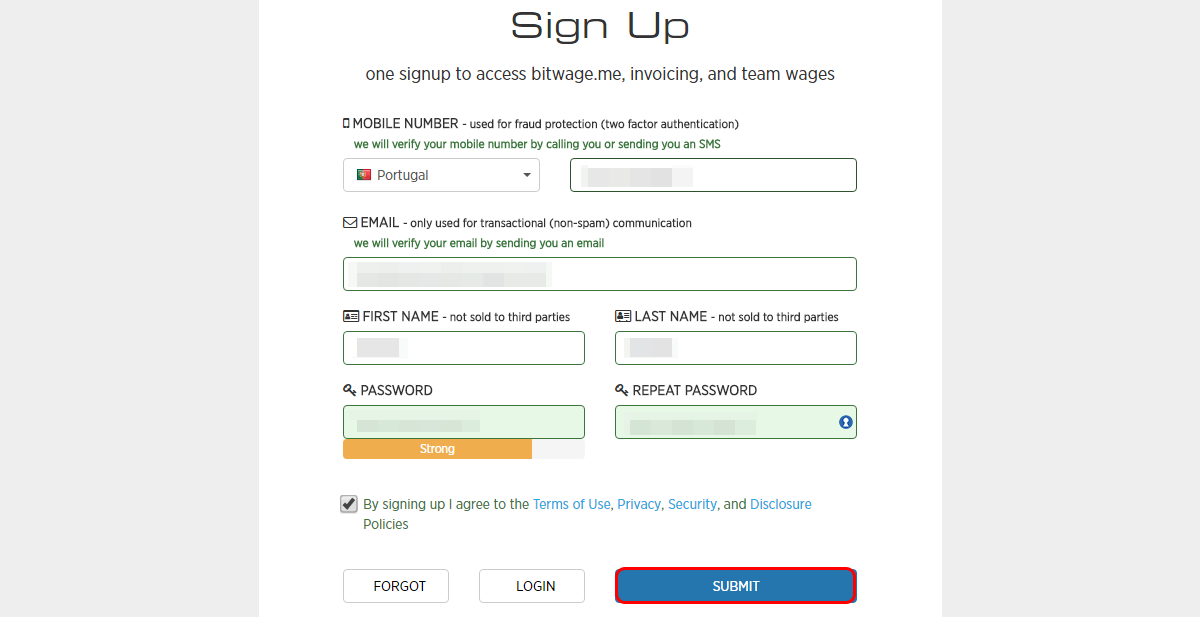 Sign Up
one signup to access bitwage.me, invoicing, and team wages
MOBILE NUMBER - used for fraud protection (two factor authentication)
we will verify your mobile number by calling you or sending you an SMS
Portugal
EMAIL - only used for transactional (non-spam) communication
we will verify your email by sending you an email
FIRST NAME - not sold to third parties
LAST NAME - not sold to third parties
PASSWORD
REPEAT PASSWORD
Strong
By signing up I agree to the Terms of Use, Privacy, Security, and Disclosure
Policies
FORGOT
LOGIN
SUBMIT